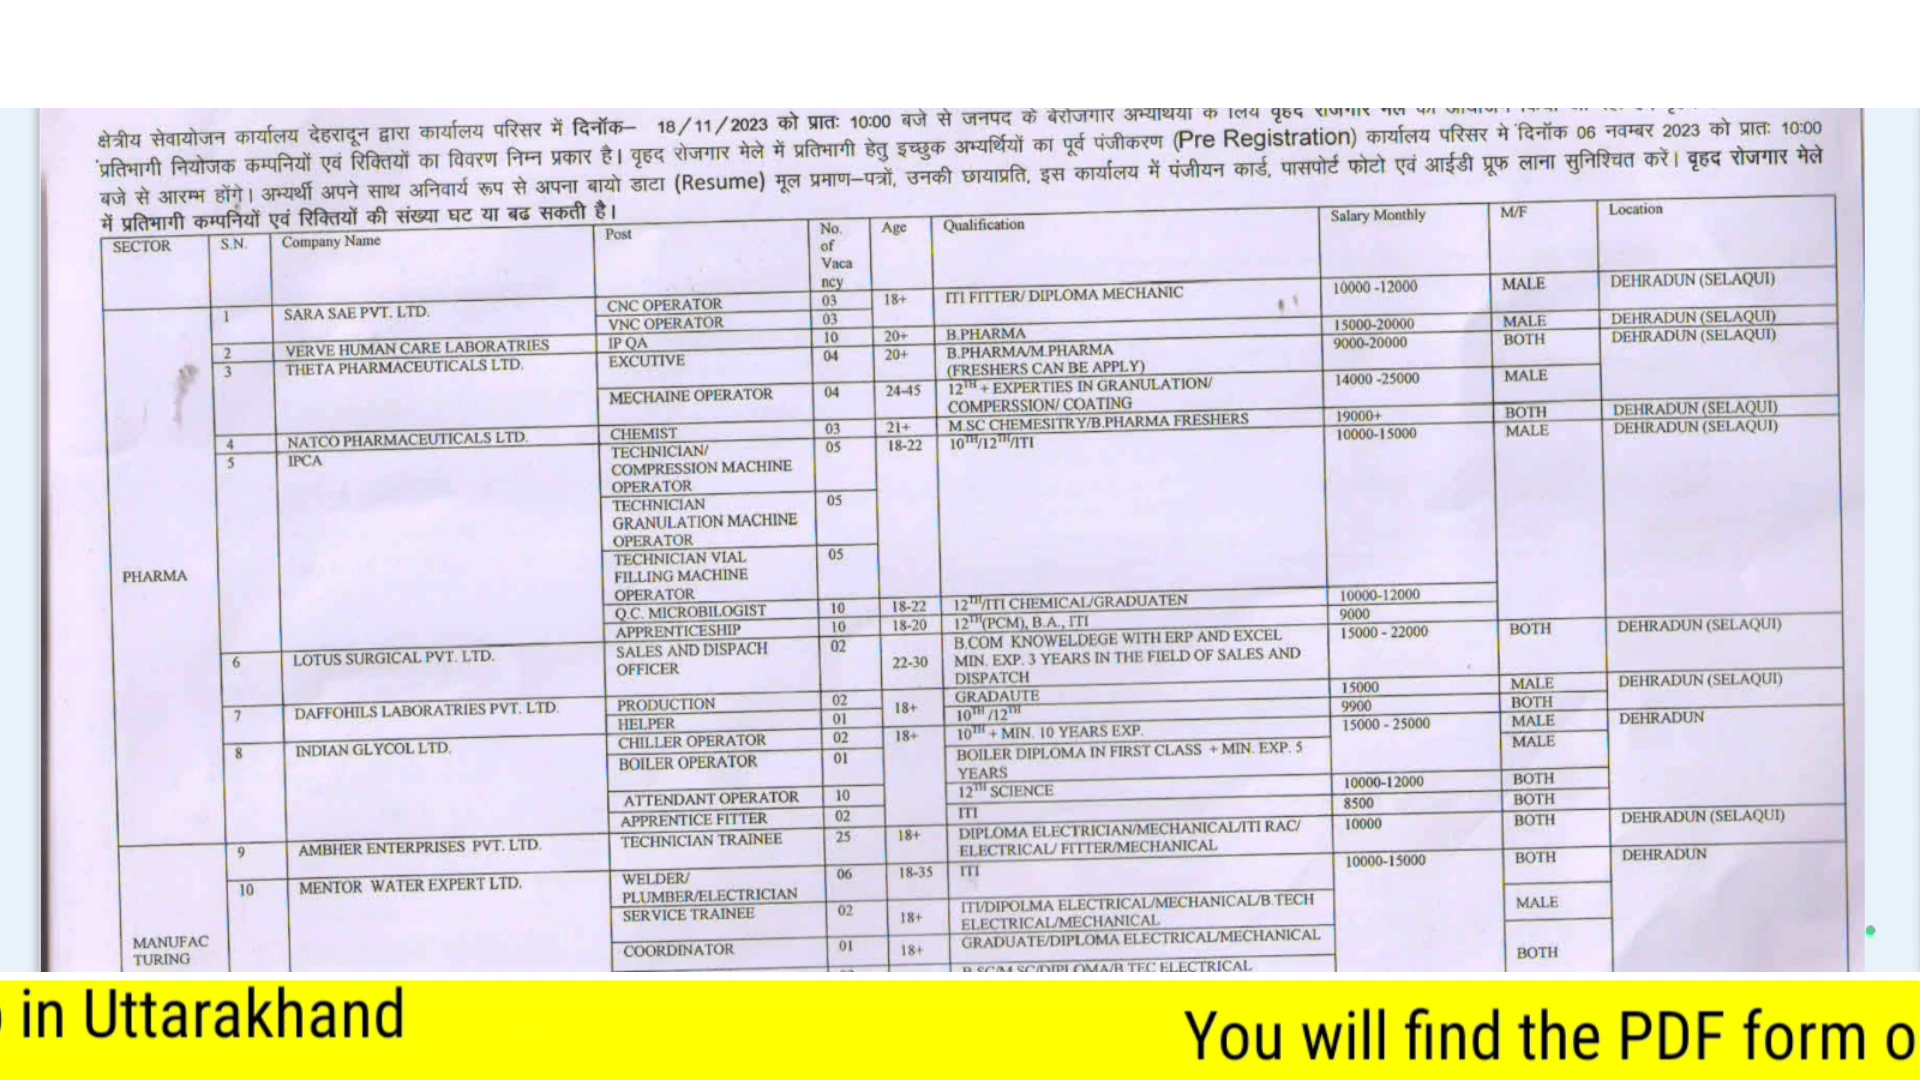 क्षेत्रीय सेवायोजन कार्यालय देहरादून द्वारा कार्यालय परिसर में दिनॉक– 18/11/2023 को प्रातः 10:00 बजे से जनपद के बेरोजगार अभ्यर्थियों के लिये वृहद रोजगार मेले का
प्रतिभागी नियोजक कम्पनियों एवं रिक्तियों का विवरण निम्न प्रकार है। वृहद रोजगार मेले में प्रतिभागी हेतु इच्छुक अभ्यर्थियों का पूर्व पंजीकरण (Pre Registration) कार्यालय परिसर मे दिनॉक 06 नवम्बर 2023 को प्रातः 10:00
बजे से आरम्भ होंगे। अभ्यर्थी अपने साथ अनिवार्य रूप से अपना बायो डाटा (Resume) मूल प्रमाण–पत्रों, उनकी छायाप्रति, इस कार्यालय में पंजीयन कार्ड, पासपोर्ट फोटो एवं आईडी प्रूफ लाना सुनिश्चित करें। वृहद रोजगार मेले
में प्रतिभागी कम्पनियों एवं रिक्तियों की संख्या घट या बढ सकती है।
SECTOR S.N. Company Name Post No. of Vaca ncy Age Qualification Salary Monthly M/F Location
PHARMA
1 SARA SAE PVT. LTD. CNC OPERATOR 03 18+ ITI FITTER/ DIPLOMA MECHANIC 10000 -12000 MALE DEHRADUN (SELAQUI)
VNC OPERATOR 03
2 VERVE HUMAN CARE LABORATRIES IP QA 10 20+ B.PHARMA 15000-20000 MALE DEHRADUN (SELAQUI)
3 THETA PHARMACEUTICALS LTD. EXCUTIVE 04 20+ B.PHARMA/M.PHARMA 9000-20000 BOTH DEHRADUN (SELAQUI)
(FRESHERS CAN BE APPLY)
MECHAINE OPERATOR 04 24-45 12TH + EXPERTIES IN GRANULATION/ 14000 -25000 MALE
COMPERSSION/ COATING
4 NATCO PHARMACEUTICALS LTD. CHEMIST 03 21+ M.SC CHEMESITRY/B.PHARMA FRESHERS 19000+ BOTH DEHRADUN (SELAQUI)
5 IPCA TECHNICIAN/ 05 18-22 10TH/12TH/ITI 10000-15000 MALE DEHRADUN (SELAQUI)
COMPRESSION MACHINE
OPERATOR
TECHNICIAN 05
GRANULATION MACHINE
OPERATOR
TECHNICIAN VIAL 05
FILLING MACHINE
OPERATOR
Q.C. MICROBILOGIST 10 18-22 12TH/ITI CHEMICAL/GRADUATEN 10000-12000
APPRENTICESHIP 10 18-20 12TH(PCM), B.A., ITI 9000
6 LOTUS SURGICAL PVT. LTD. SALES AND DISPACH 02 22-30 B.COM KNOWELDEGE WITH ERP AND EXCEL 15000 - 22000 BOTH DEHRADUN (SELAQUI)
OFFICER MIN. EXP. 3 YEARS IN THE FIELD OF SALES AND
DISPATCH
7 DAFFOHILS LABORATRIES PVT. LTD. PRODUCTION 02 18+ GRADAUTE 15000 MALE DEHRADUN (SELAQUI)
HELPER 01 10TH /12TH 9900 BOTH
8 INDIAN GLYCOL LTD. CHILLER OPERATOR 02 18+ 10TH + MIN. 10 YEARS EXP. 15000 - 25000 MALE DEHRADUN
BOILER OPERATOR 01 BOILER DIPLOMA IN FIRST CLASS + MIN. EXP. 5 MALE
YEARS
ATTENDANT OPERATOR 10 12TH SCIENCE 10000-12000 BOTH
APPRENTICE FITTER 02 ITI 8500 BOTH
MANUFAC
TURING
9 AMBHER ENTERPRISES PVT. LTD. TECHNICIAN TRAINEE 25 18+ DIPLOMA ELECTRICIAN/MECHANICAL/ITI RAC/ 10000 BOTH DEHRADUN (SELAQUI)
ELECTRICAL/ FITTER/MECHANICAL
10 MENTOR WATER EXPERT LTD. WELDER/ 06 18-35 ITI 10000-15000 BOTH DEHRADUN
PLUMBER/ELECTRICIAN
SERVICE TRAINEE 02 18+ ITI/DIPOLMA ELECTRICAL/MECHANICAL/B.TECH MALE
ELECTRICAL/MECHANICAL
COORDINATOR 01 18+ GRADUATE/DIPLOMA ELECTRICAL/MECHANICAL BOTH
B.SC/M.SC/DIPLOMA/B.TEC ELECTRICAL
in Uttarakhand
You will find the PDF form o